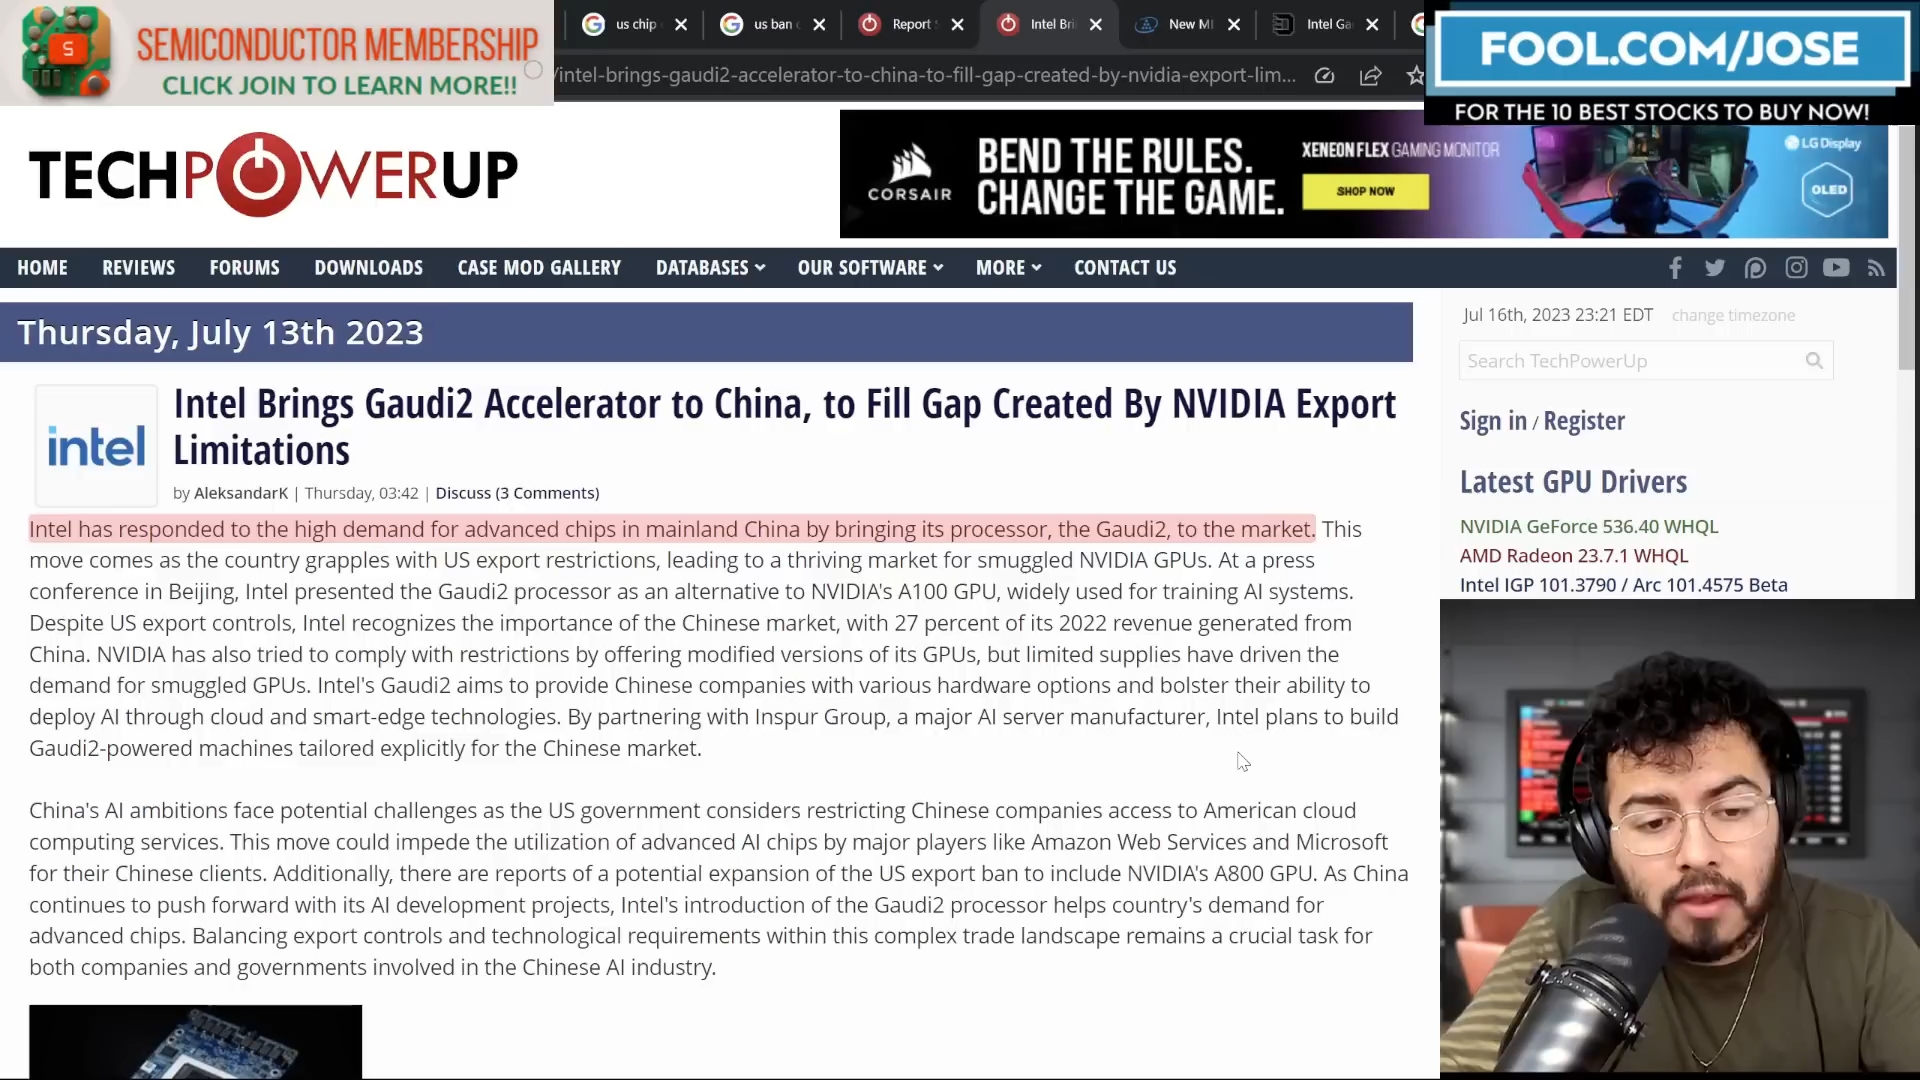 SEMICONDUCTOR MEMBERSHIP
CLICK JOIN TO LEARN MORE!!
S
us chip
us ban
Report
Intel Bri
New MI
Intel Ga
/intel-brings-gaudi2-accelerator-to-china-to-fill-gap-created-by-nvidia-export-lim...
FOOL.COM/JOSE
FOR THE 10 BEST STOCKS TO BUY NOW!
TECHPOWERUP
CORSAIR
BEND THE RULES.
CHANGE THE GAME.
XENEON FLEX GAMING MONITOR
SHOP NOW
LG Display
OLED
HOME REVIEWS FORUMS DOWNLOADS CASE MOD GALLERY DATABASES OUR SOFTWARE MORE CONTACT US
Thursday, July 13th 2023
intel
Intel Brings Gaudi2 Accelerator to China, to Fill Gap Created By NVIDIA Export
Limitations
by AleksandarK | Thursday, 03:42 | Discuss (3 Comments)
Intel has responded to the high demand for advanced chips in mainland China by bringing its processor, the Gaudi2, to the market. This
move comes as the country grapples with US export restrictions, leading to a thriving market for smuggled NVIDIA GPUs. At a press
conference in Beijing, Intel presented the Gaudi2 processor as an alternative to NVIDIA's A100 GPU, widely used for training AI systems.
Despite US export controls, Intel recognizes the importance of the Chinese market, with 27 percent of its 2022 revenue generated from
China. NVIDIA has also tried to comply with restrictions by offering modified versions of its GPUs, but limited supplies have driven the
demand for smuggled GPUs. Intel's Gaudi2 aims to provide Chinese companies with various hardware options and bolster their ability to
deploy AI through cloud and smart-edge technologies. By partnering with Inspur Group, a major AI server manufacturer, Intel plans to build
Gaudi2-powered machines tailored explicitly for the Chinese market.
China's AI ambitions face potential challenges as the US government considers restricting Chinese companies access to American cloud
computing services. This move could impede the utilization of advanced AI chips by major players like Amazon Web Services and Microsoft
for their Chinese clients. Additionally, there are reports of a potential expansion of the US export ban to include NVIDIA's A800 GPU. As China
continues to push forward with its AI development projects, Intel's introduction of the Gaudi2 processor helps country's demand for
advanced chips. Balancing export controls and technological requirements within this complex trade landscape remains a crucial task for
both companies and governments involved in the Chinese AI industry.
Jul 16th, 2023 23:21 EDT change timezone
Search TechPowerUp
Sign in / Register
Latest GPU Drivers
NVIDIA GeForce 536.40 WHQL
AMD Radeon 23.7.1 WHQL
Intel IGP 101.3790 / Arc 101.4575 Beta